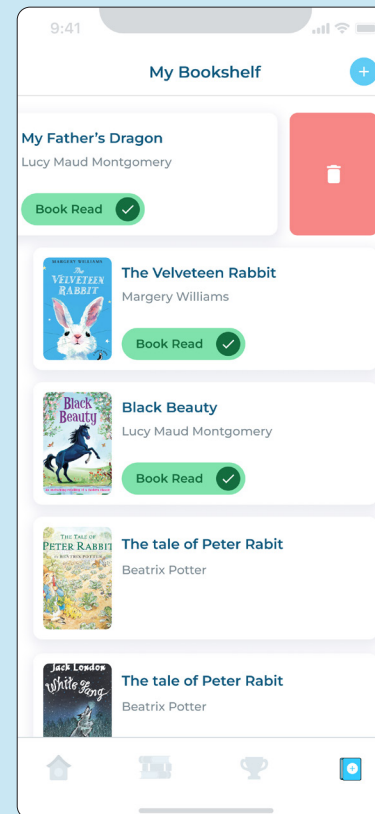 9:41
My Bookshelf
My Father's Dragon
Lucy Maud Montgomery
Book Read
MARGERY WILLIAMS
The
VELVETEEN
RABBIT
The Velveteen Rabbit
Margery Williams
Book Read
Black
Beauty
Black Beauty
Lucy Maud Montgomery
Book Read
THE TALE OF
PETER RABBIT
BEATRIX POTTER
The tale of Peter Rabit
Beatrix Potter
Jack London
White Fang
The tale of Peter Rabit
Beatrix Potter